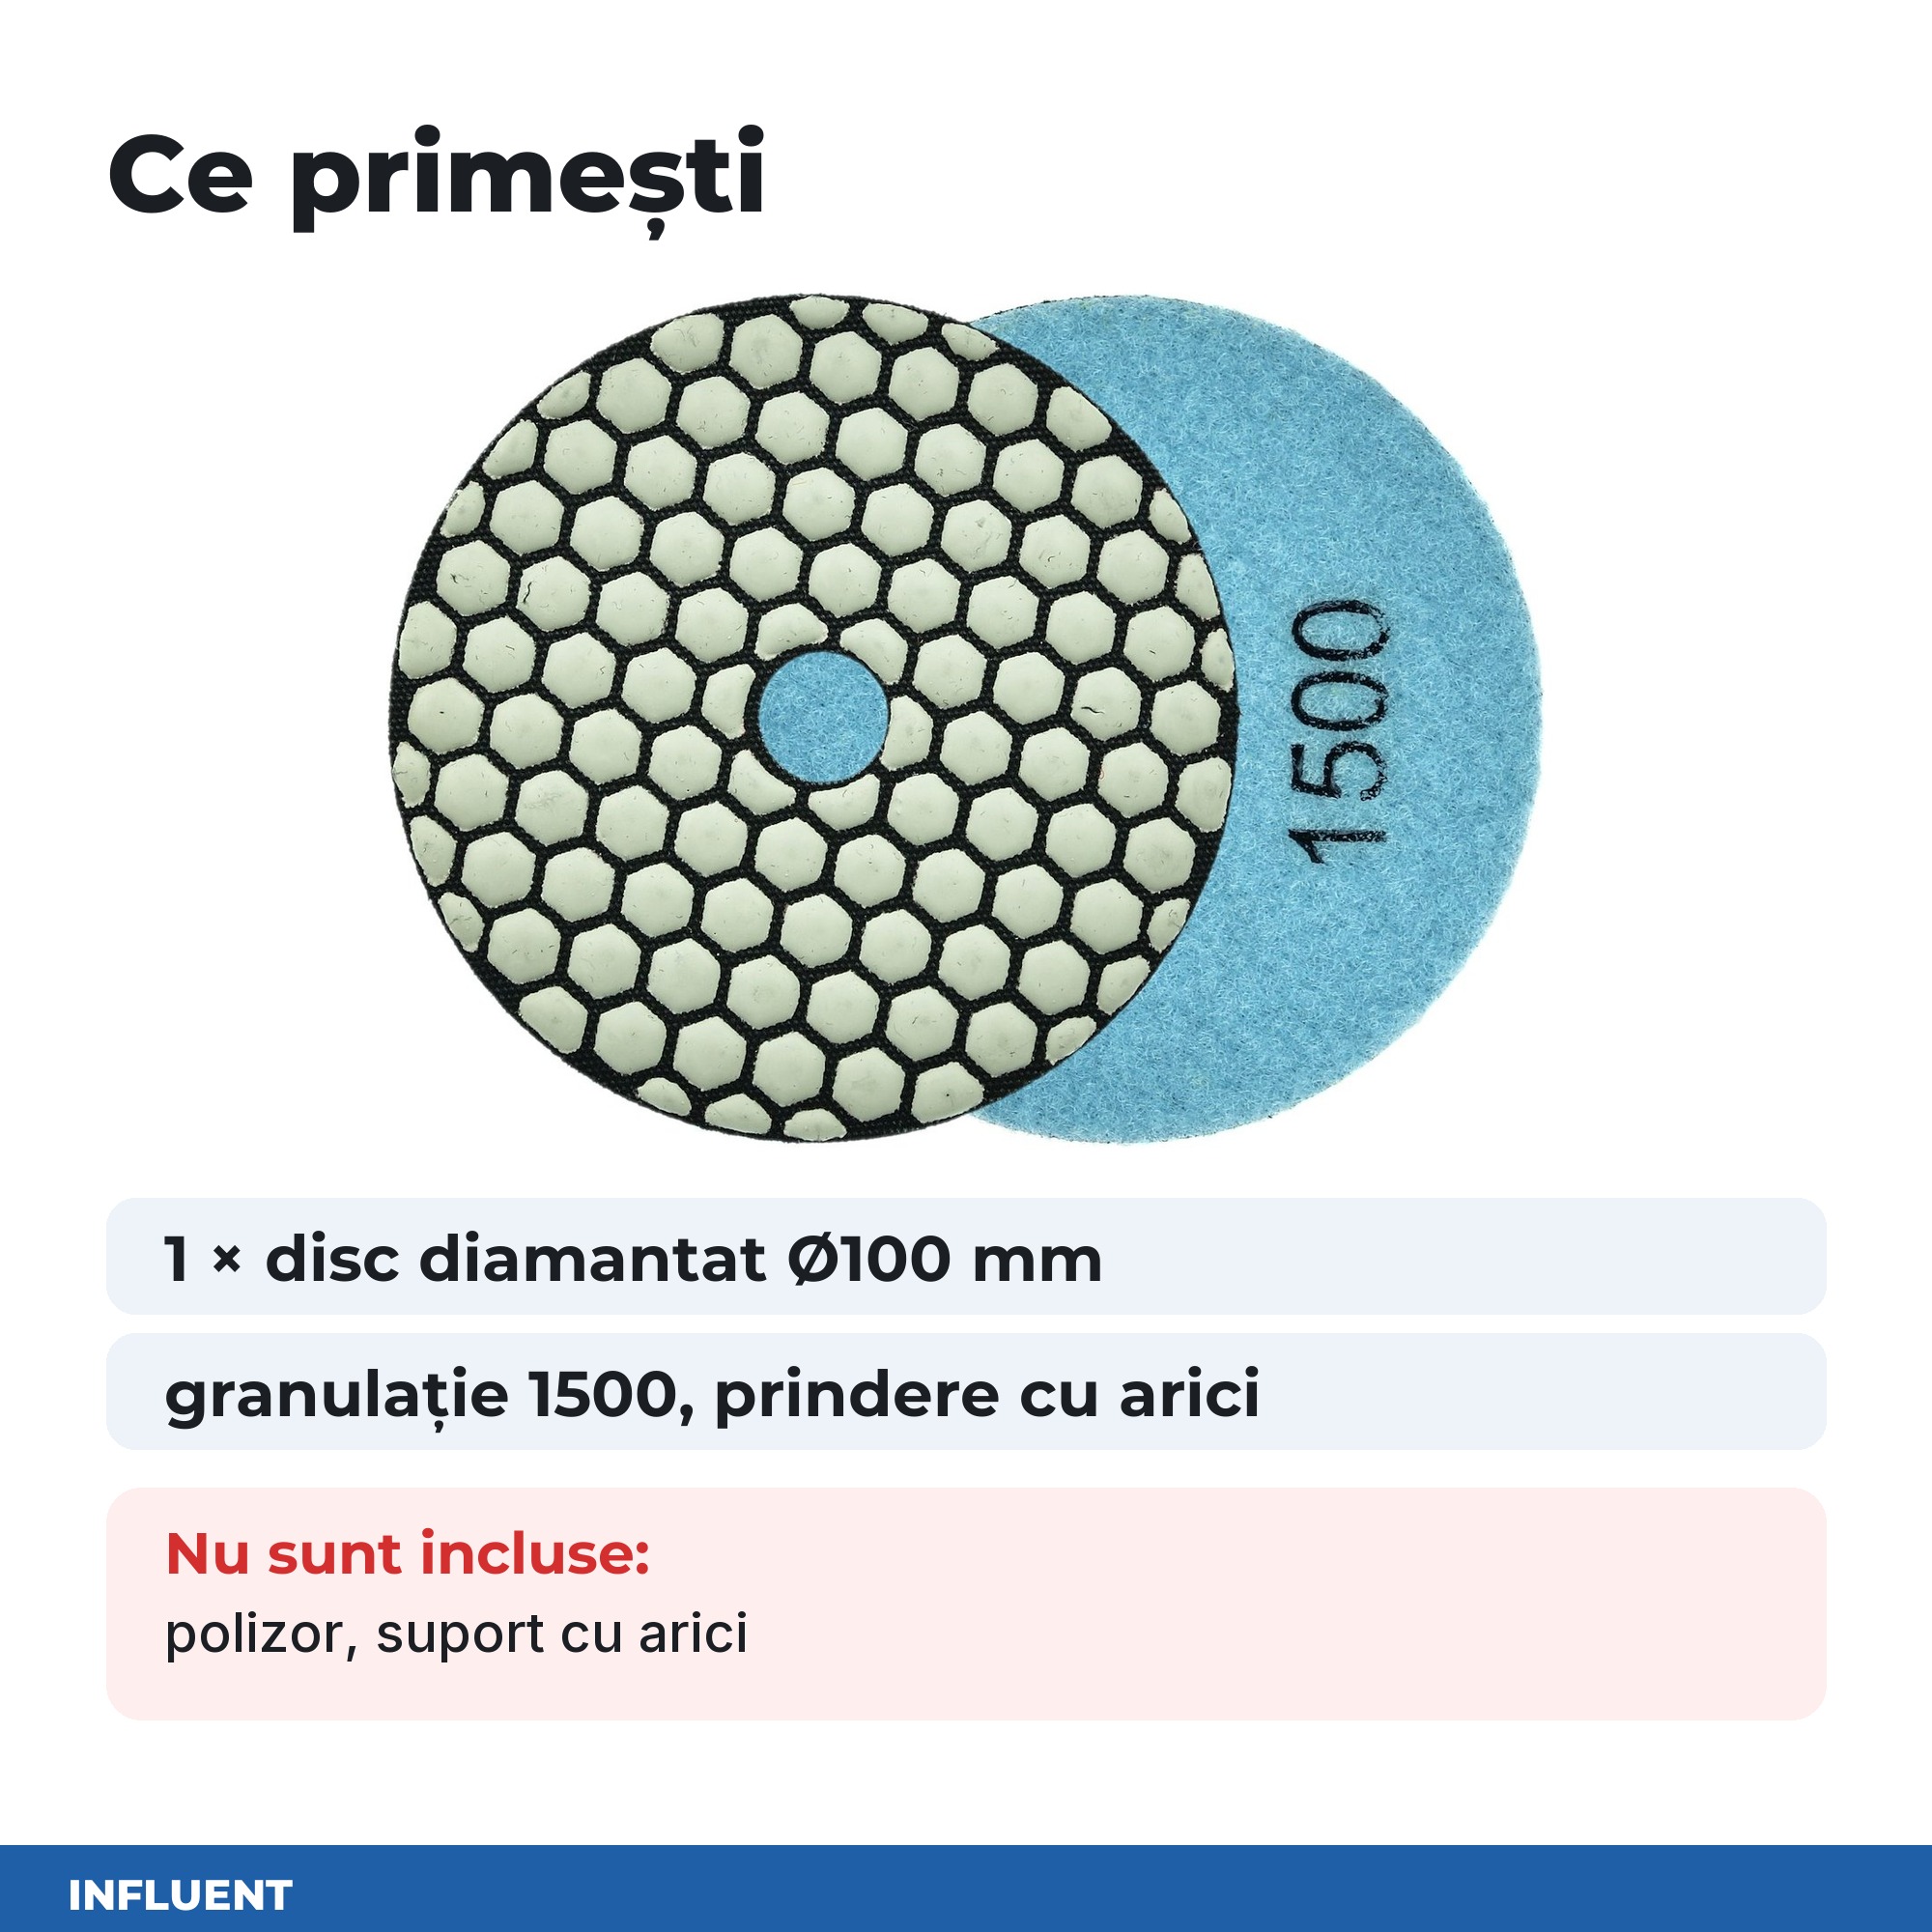 Ce primești
1500
1 × disc diamantat Ø100 mm
granulație 1500, prindere cu arici
Nu sunt incluse:
polizor, suport cu arici
INFLUENT